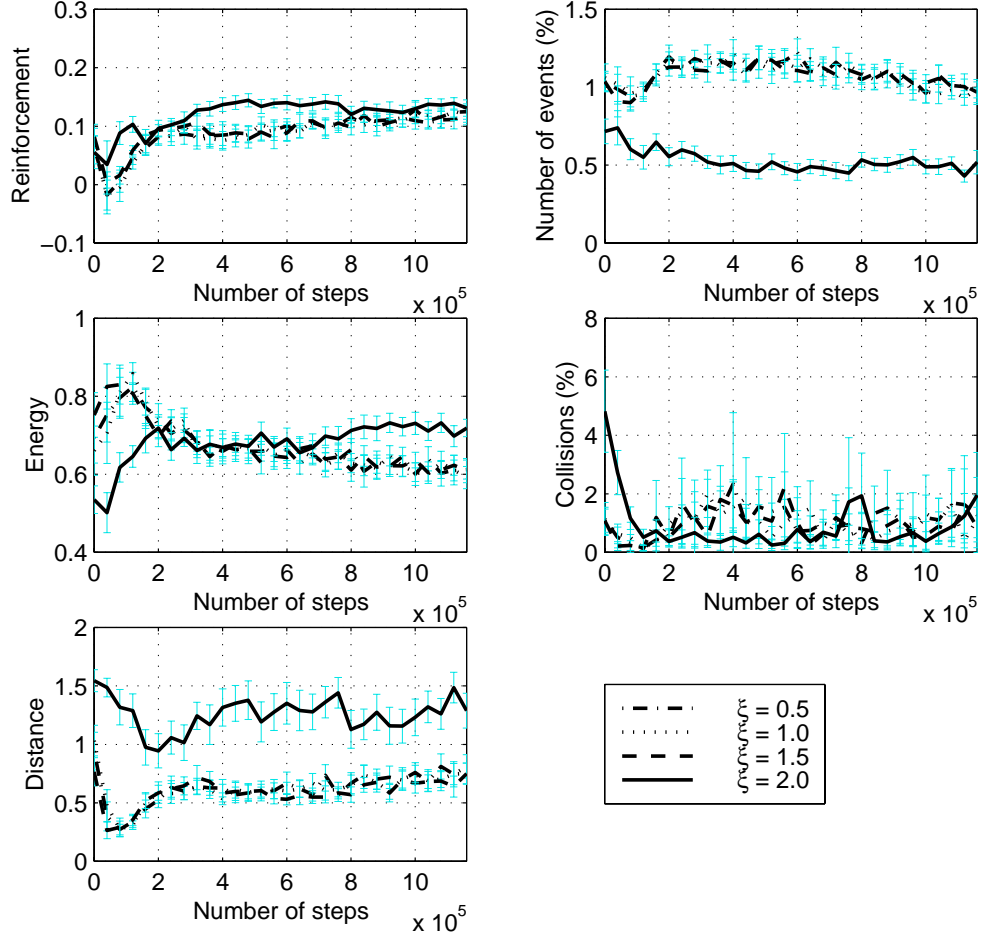 0.3
0.2
0.1
0
−0.1
Reinforcement
0 2 4 6 8 10
Number of steps
x 10^5
1.5
1
0.5
0
Number of events (%)
0 2 4 6 8 10
Number of steps
x 10^5
1
0.8
0.6
0.4
Energy
0 2 4 6 8 10
Number of steps
x 10^5
8
6
4
2
0
Collisions (%)
0 2 4 6 8 10
Number of steps
x 10^5
2
1.5
1
0.5
0
Distance
0 2 4 6 8 10
Number of steps
x 10^5
ξ = 0.5
ξ = 1.0
ξ = 1.5
ξ = 2.0